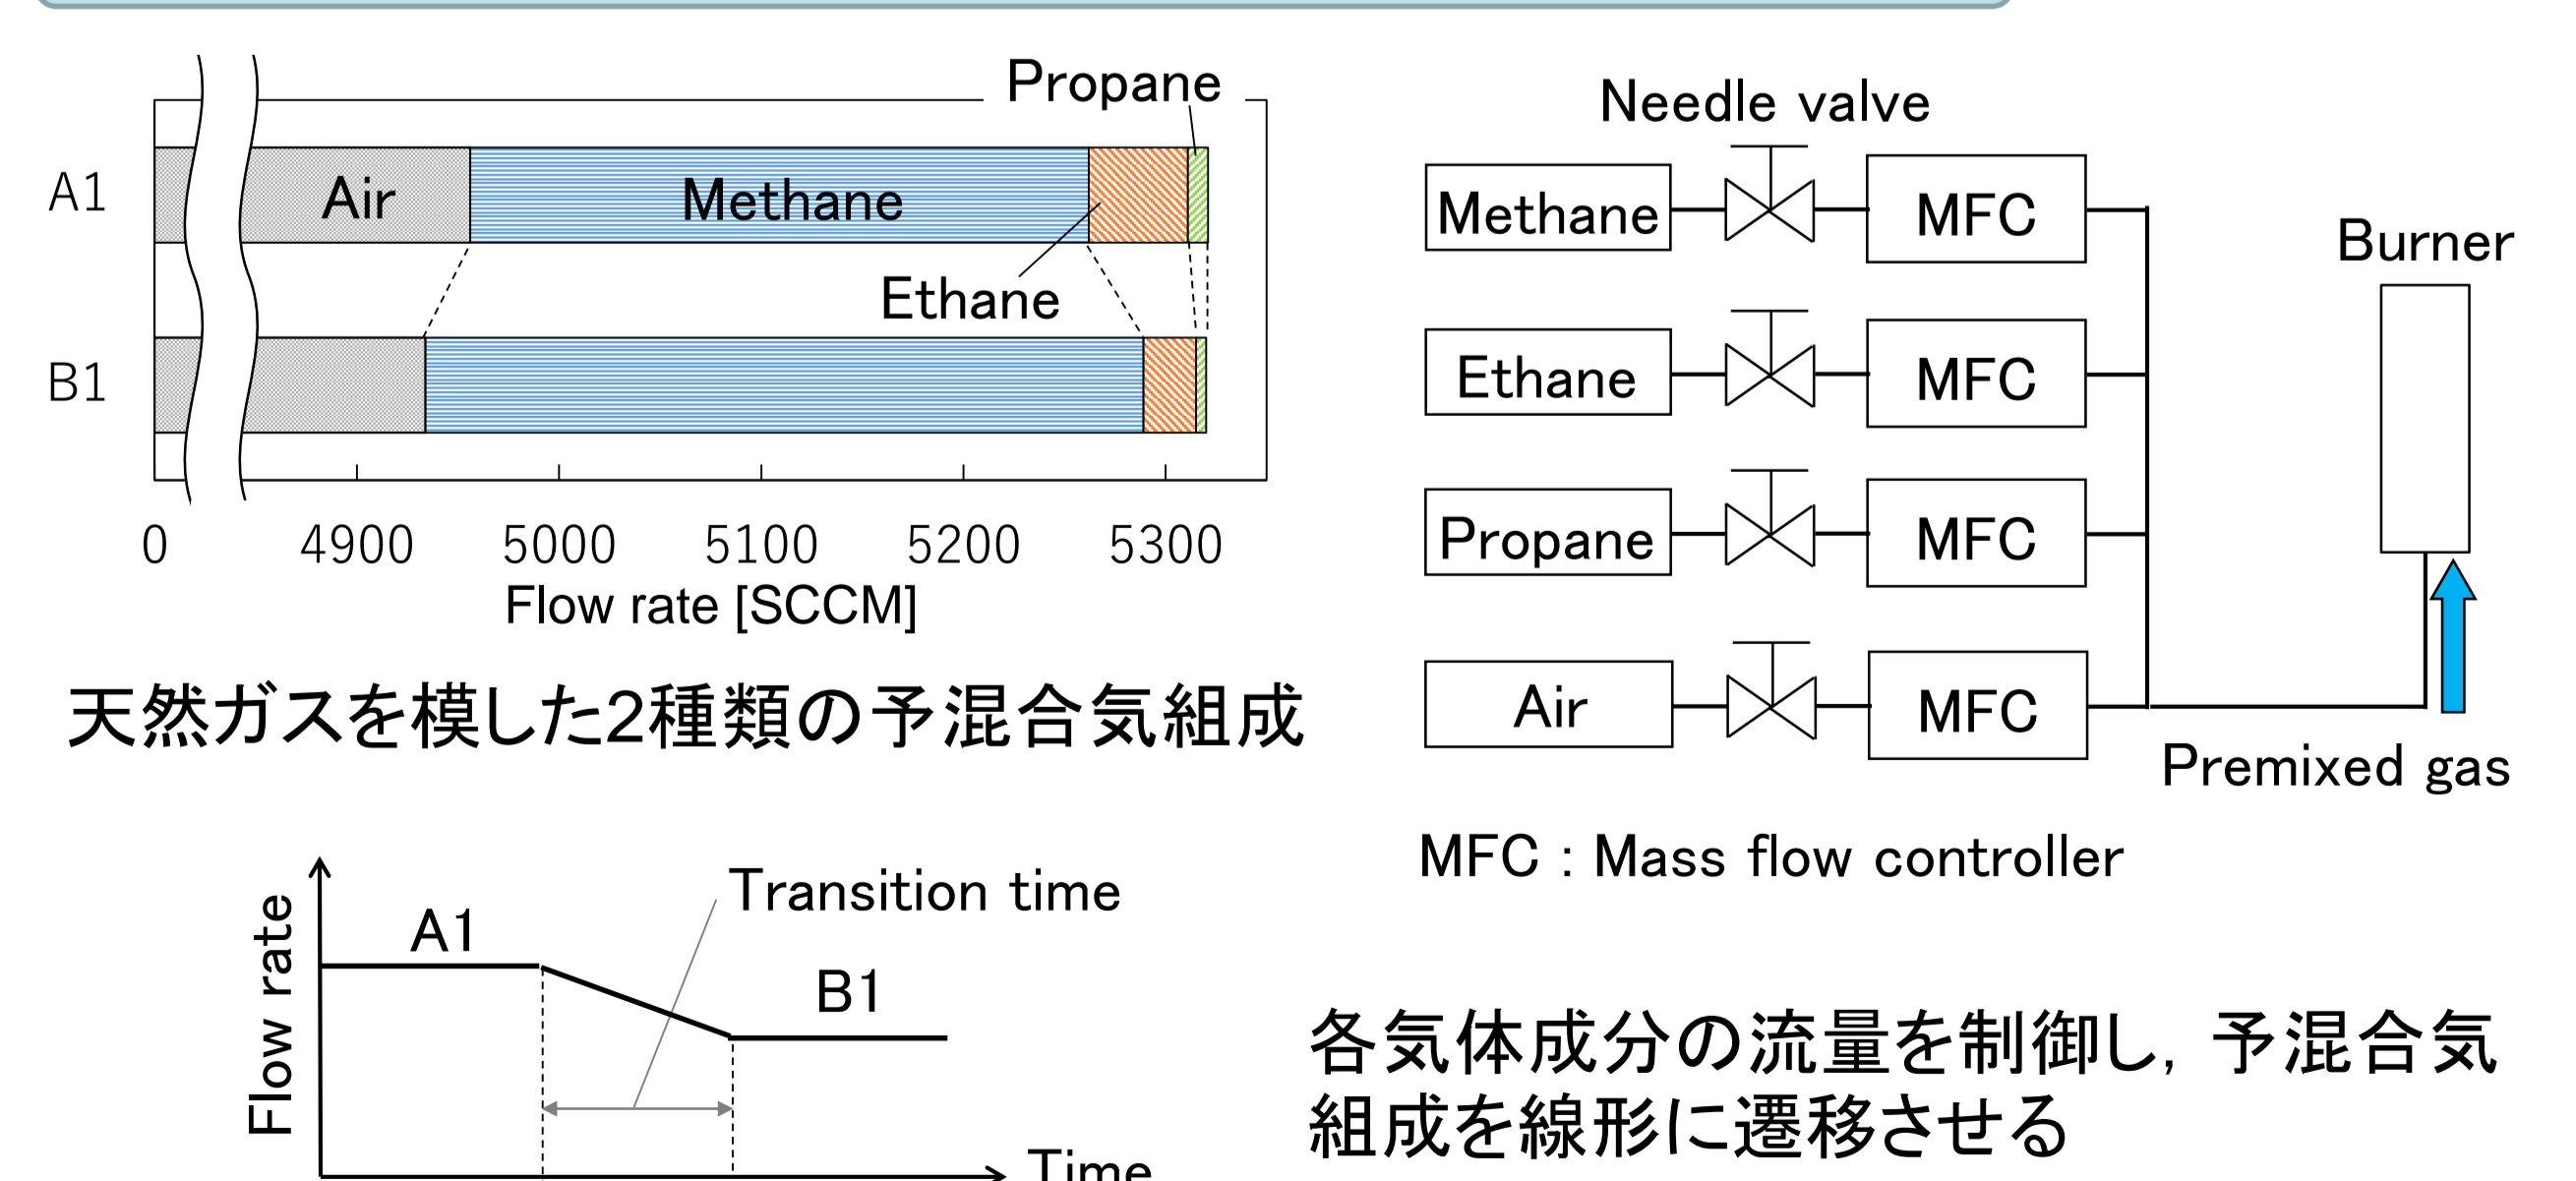 Propane
A1
Air
Methane
Ethane
B1
0 4900 5000 5100 5200 5300
Flow rate [SCCM]
天然ガスを模した2種類の予混合気組成
Needle valve
Methane MFC
Burner
Ethane MFC
Propane MFC
Air MFC
Premixed gas
MFC : Mass flow controller
Transition time
A1
B1
Flow rate
Time
各気体成分の流量を制御し, 予混合気
組成を線形に遷移させる